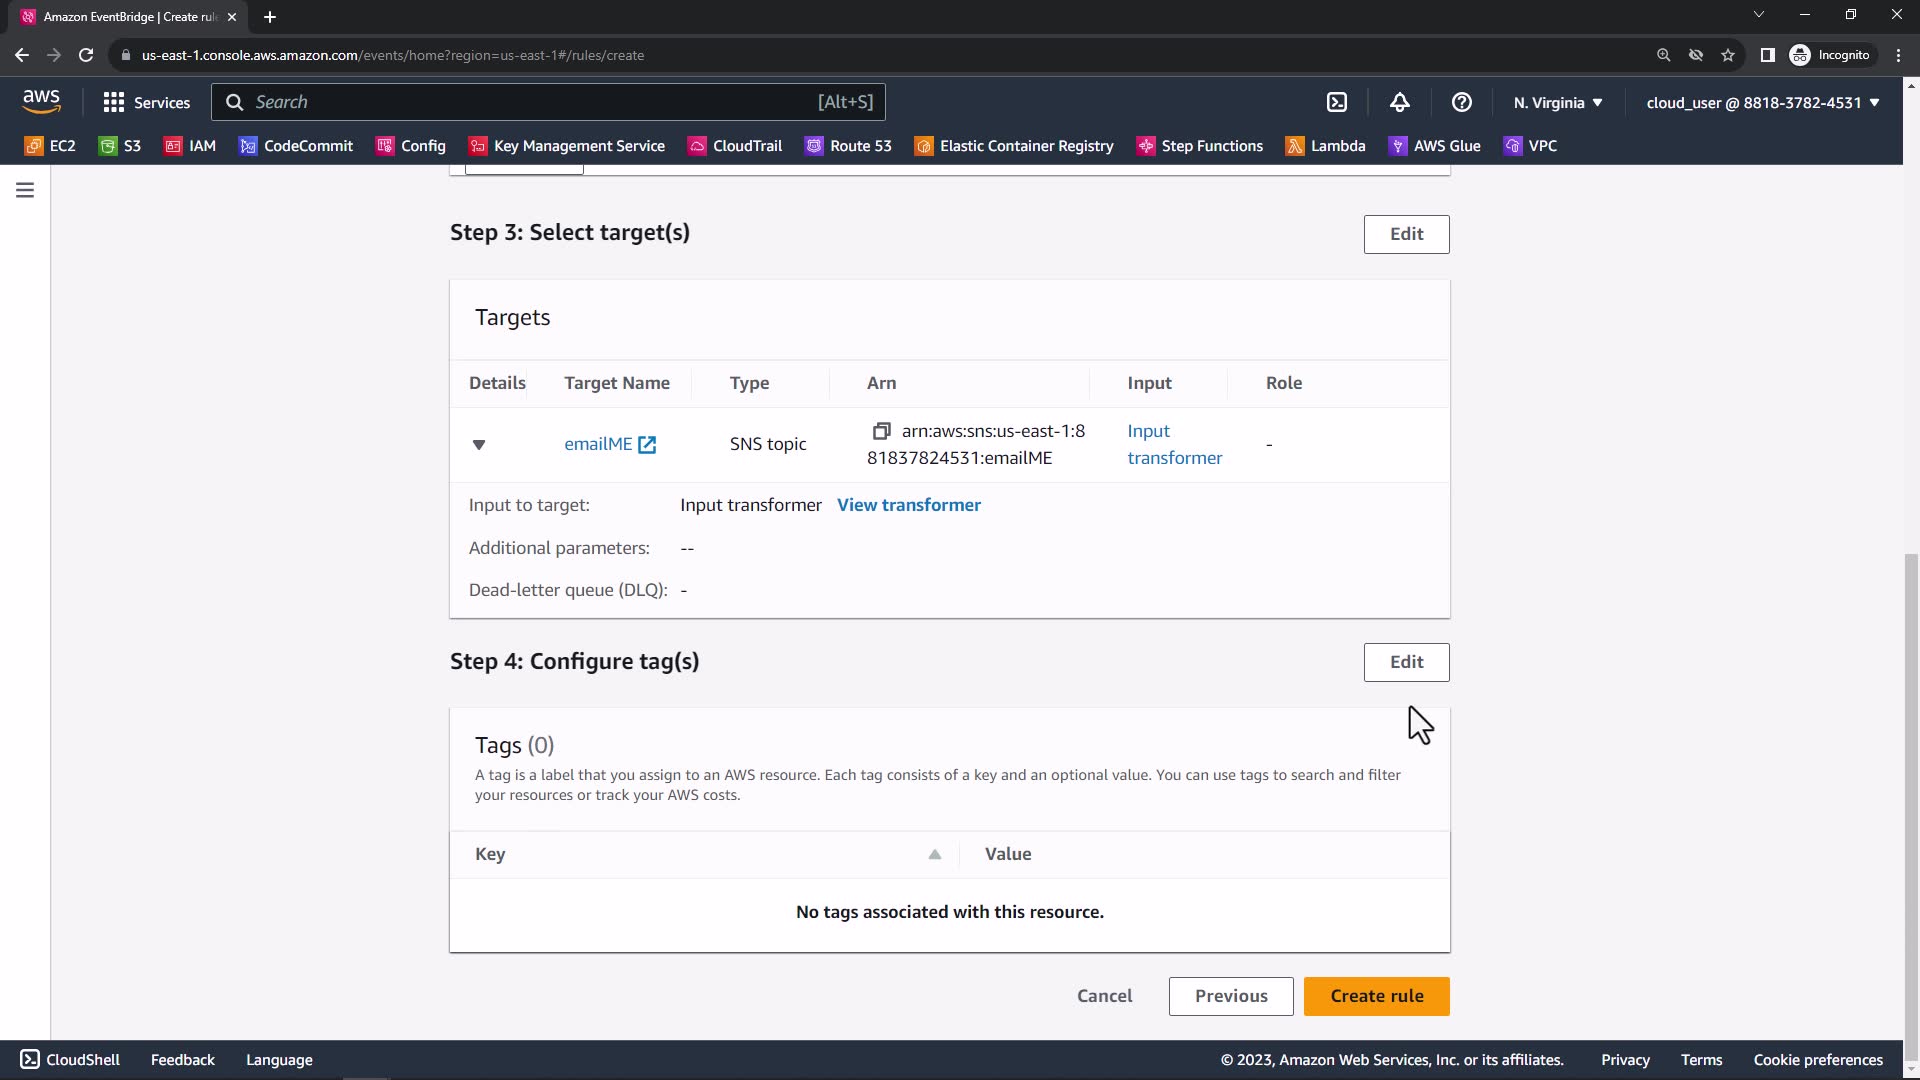 Amazon EventBridge | Create rul
us-east-1.console.aws.amazon.com/events/home?region=us-east-1#/rules/create
Incognito
aws
Services
Search
[Alt+S]
N. Virginia
cloud_user @ 8818-3782-4531
EC2
S3
IAM
CodeCommit
Config
Key Management Service
CloudTrail
Route 53
Elastic Container Registry
Step Functions
Lambda
AWS Glue
VPC
Step 3: Select target(s)
Edit
Targets
Details
Target Name
Type
Arn
Input
Role
emailME
SNS topic
arn:aws:sns:us-east-1:8
81837824531:emailME
Input
transformer
-
Input to target:
Input transformer
View transformer
Additional parameters:
--
Dead-letter queue (DLQ):
-
Step 4: Configure tag(s)
Edit
Tags (0)
A tag is a label that you assign to an AWS resource. Each tag consists of a key and an optional value. You can use tags to search and filter
your resources or track your AWS costs.
Key
Value
No tags associated with this resource.
Cancel
Previous
Create rule
CloudShell
Feedback
Language
© 2023, Amazon Web Services, Inc. or its affiliates.
Privacy
Terms
Cookie preferences